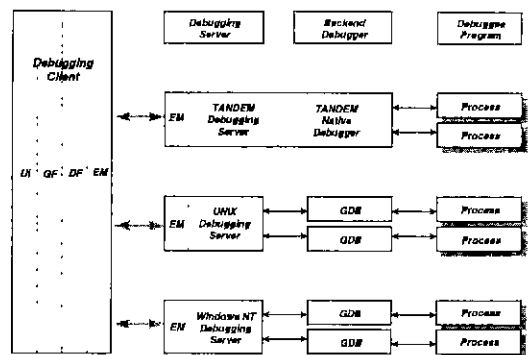 Debugging
Client
UI GF DF EM
Debugging
Server
Backend
Debugger
Debuggee
Program
EM
TANDEM
Debugging
Server
TANDEM
Native
Debugger
Process
Process
EM
UNIX
Debugging
Server
GDB
GDB
Process
Process
EM
Windows NT
Debugging
Server
GDB
GDB
Process
Process